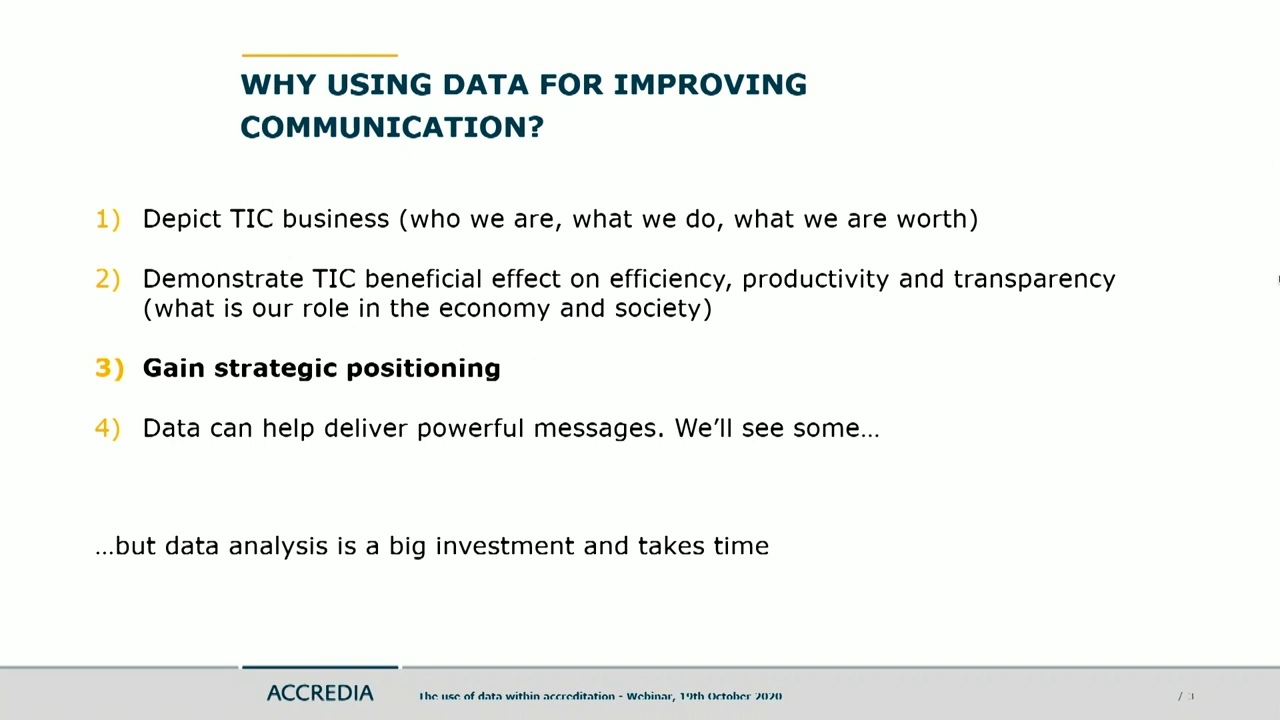 WHY USING DATA FOR IMPROVING
COMMUNICATION?
1) Depict TIC business (who we are, what we do, what we are worth)
2) Demonstrate TIC beneficial effect on efficiency, productivity and transparency
(what is our role in the economy and society)
3) Gain strategic positioning
4) Data can help deliver powerful messages. We’ll see some…
…but data analysis is a big investment and takes time
ACCREDIA The use of data within accreditation - Webinar, 19th October 2020 / 3